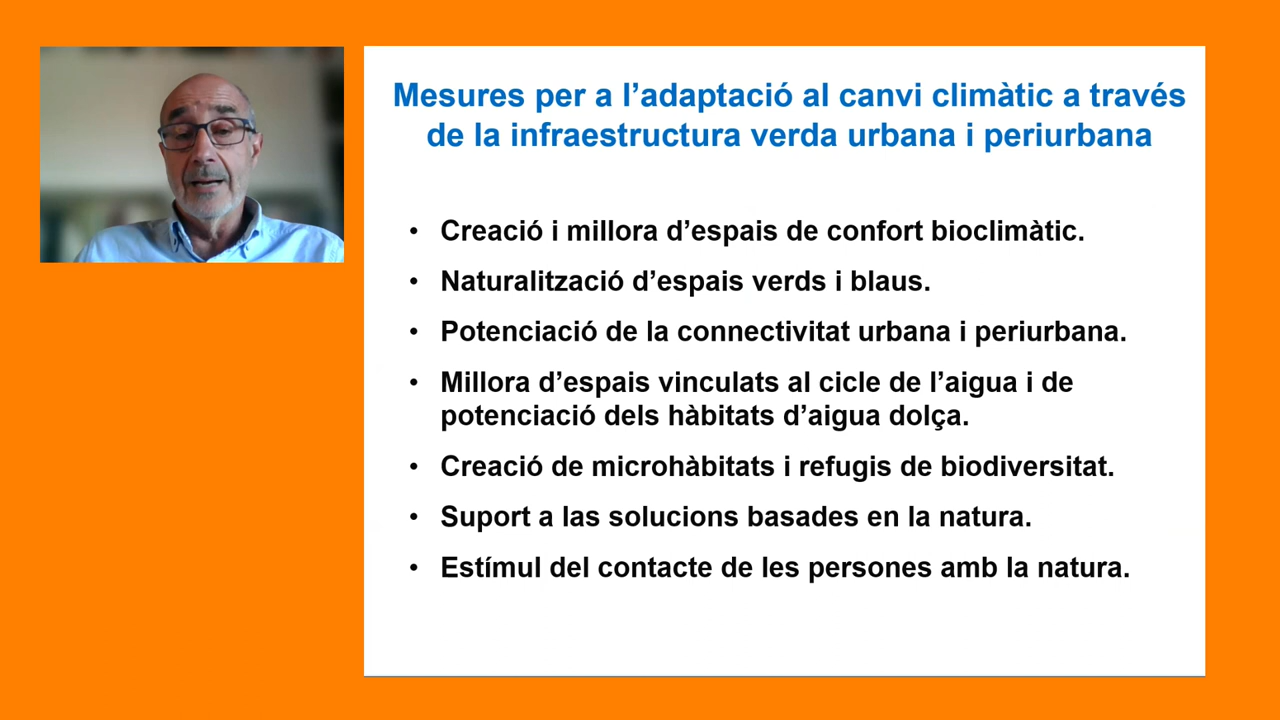 Mesures per a l’adaptació al canvi climàtic a través
de la infraestructura verda urbana i periurbana
• Creació i millora d’espais de confort bioclimàtic.
• Naturalització d’espais verds i blaus.
• Potenciació de la connectivitat urbana i periurbana.
• Millora d’espais vinculats al cicle de l’aigua i de
potenciació dels hàbitats d’aigua dolça.
• Creació de microhàbitats i refugis de biodiversitat.
• Suport a las solucions basades en la natura.
• Estímul del contacte de les persones amb la natura.